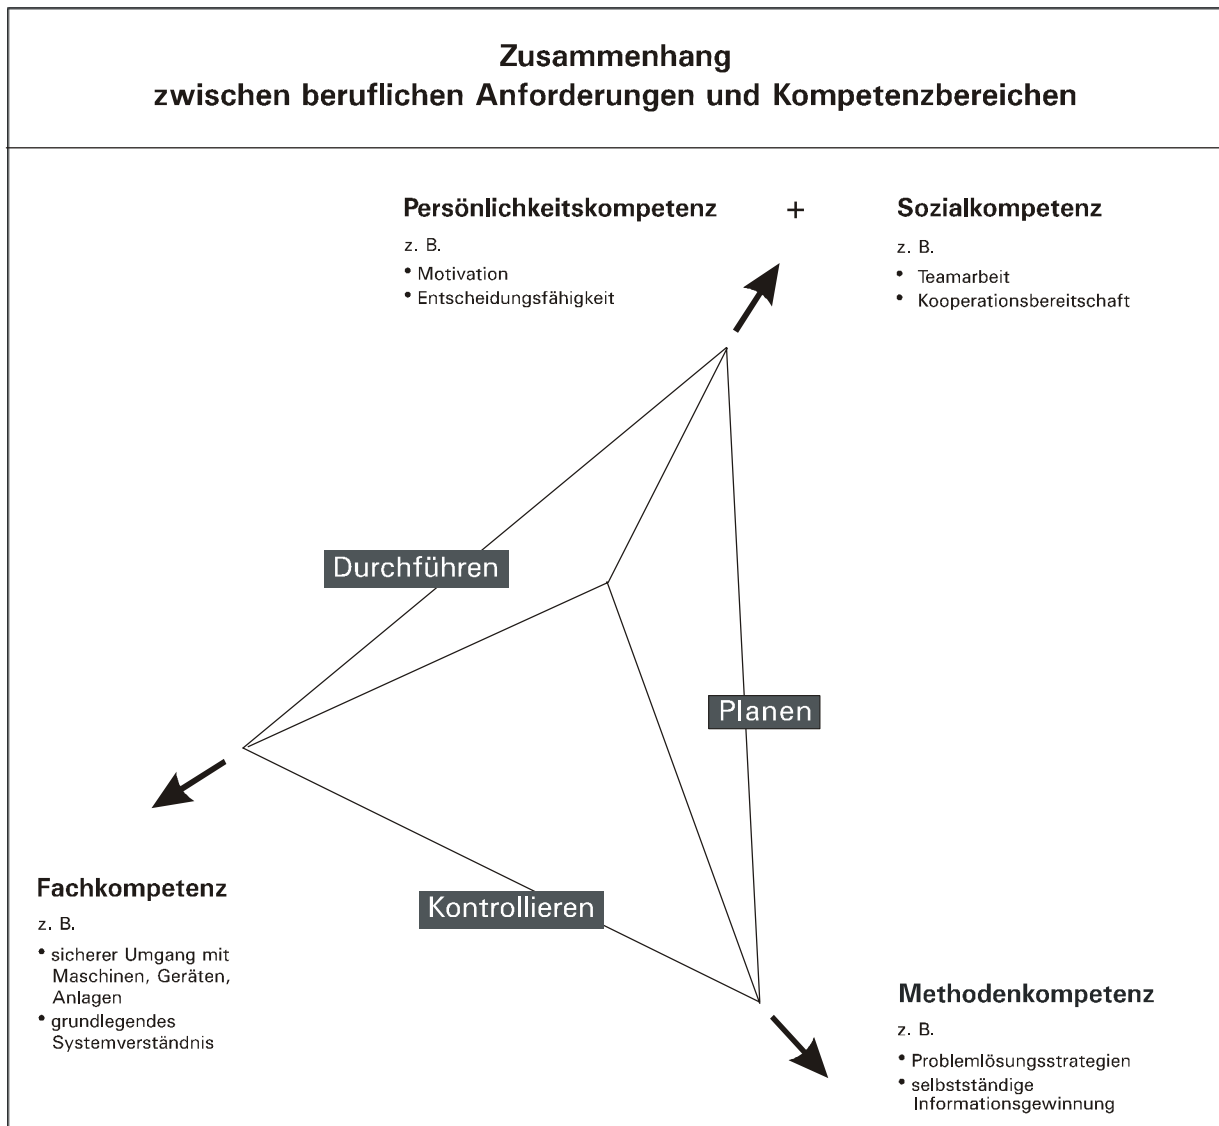 Zusammenhang
zwischen beruflichen Anforderungen und Kompetenzbereichen
Persönlichkeitskompetenz + Sozialkompetenz
z. B.
• Motivation
• Entscheidungsfähigkeit
z. B.
• Teamarbeit
• Kooperationsbereitschaft
Durchführen
Planen
Kontrollieren
Fachkompetenz
z. B.
• sicherer Umgang mit
Maschinen, Geräten,
Anlagen
• grundlegendes
Systemverständnis
Methodenkompetenz
z. B.
• Problemlösungsstrategien
• selbstständige
Informationsgewinnung